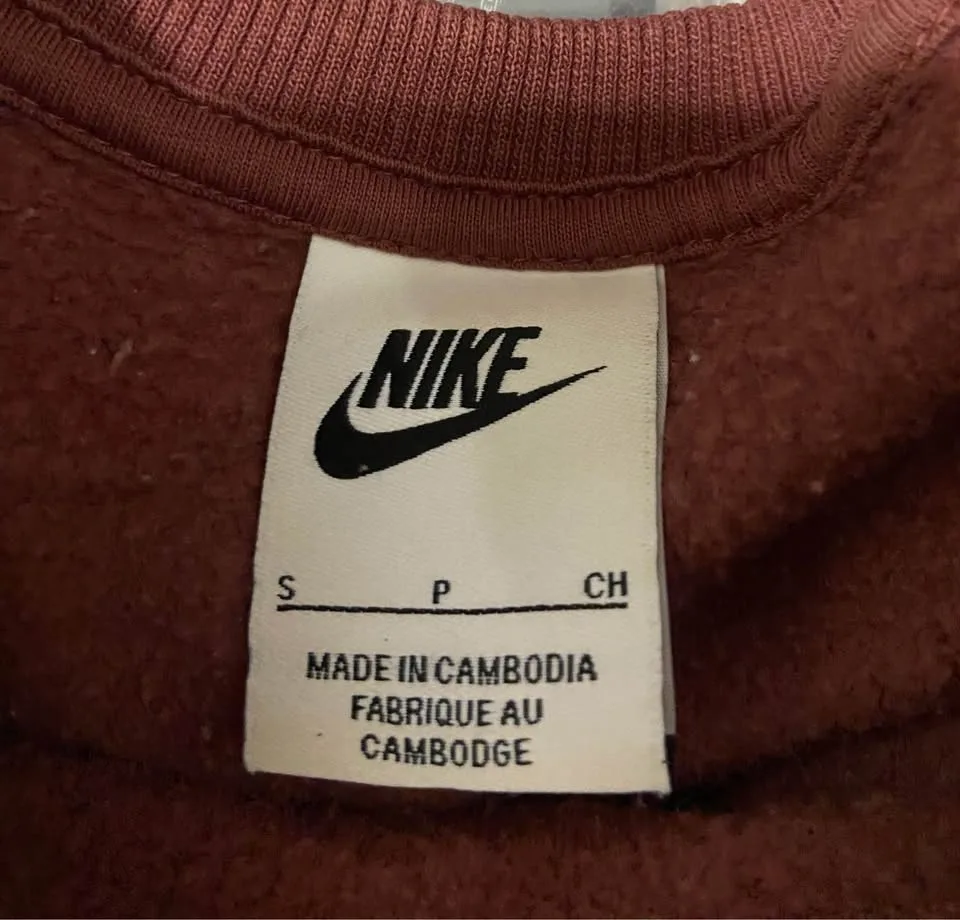 NIKE
S P CH
MADE IN CAMBODIA
FABRIQUE AU
CAMBODGE